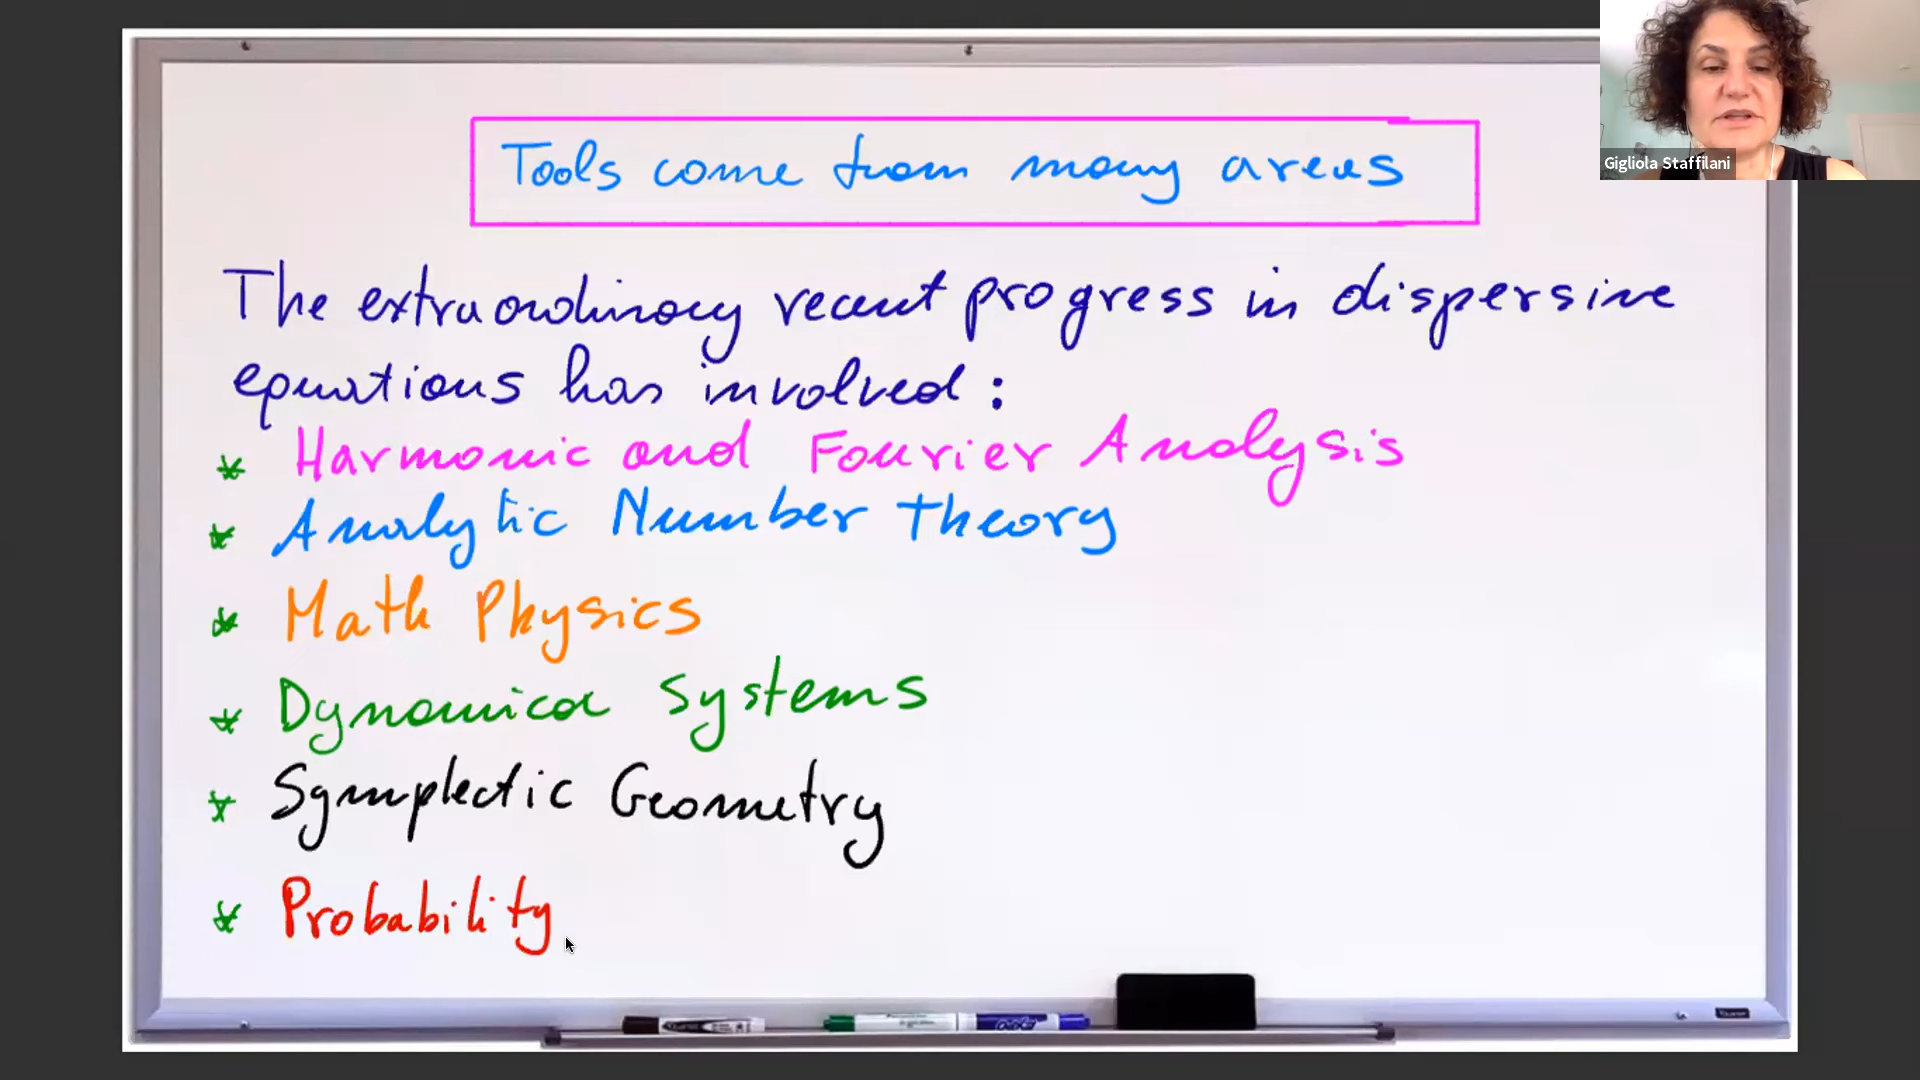 Tools come from many areas
Gigliola Staffilani
The extraordinary recent progress in dispersive
equations has involved:
* Harmonic and Fourier Analysis
* Analytic Number Theory
* Math Physics
* Dynamical Systems
* Symplectic Geometry
* Probability